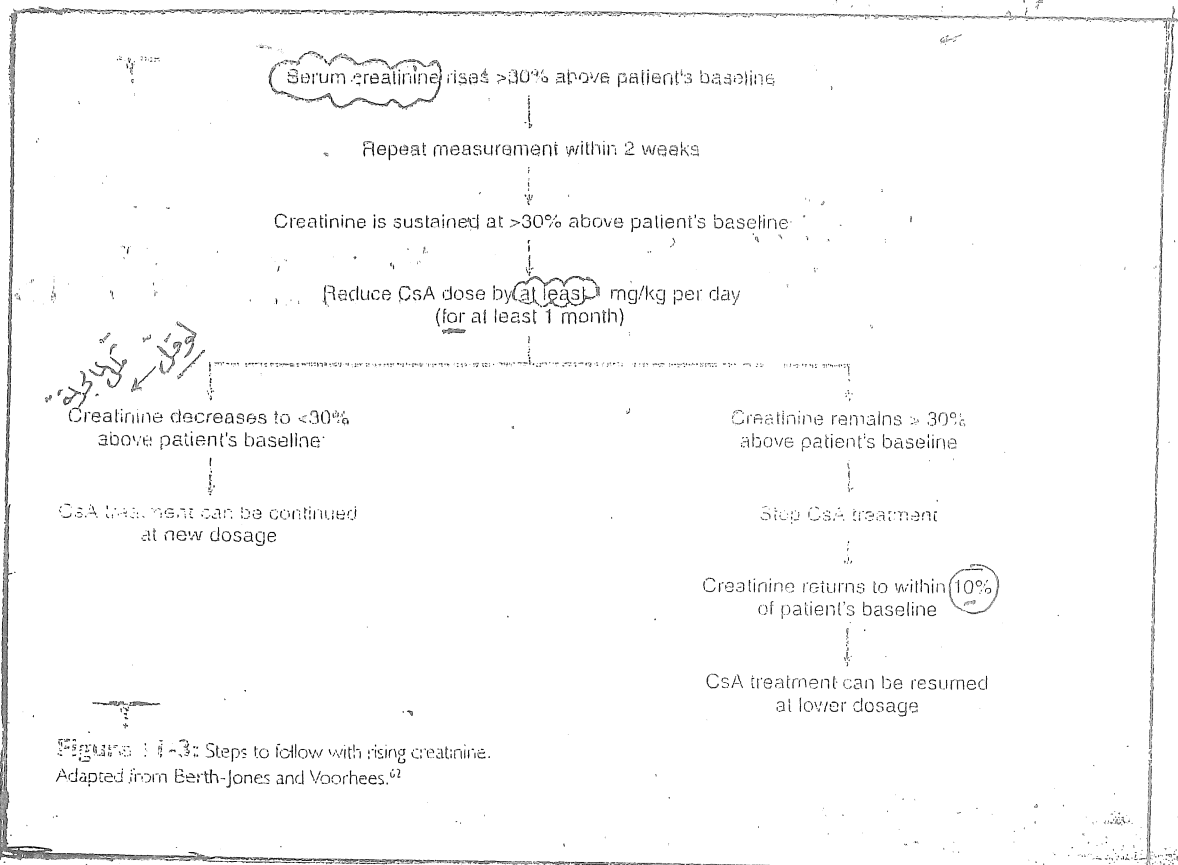 Serum creatinine rises >30% above patient's baseline
Repeat measurement within 2 weeks
Creatinine is sustained at >30% above patient's baseline
Reduce CsA dose by at least mg/kg per day
(for at least 1 month)
Creatinine decreases to <30%
above patient's baseline
CsA treatment can be continued
at new dosage
Creatinine remains > 30%
above patient's baseline
Stop CsA treatment
Creatinine returns to within 10%
of patient's baseline
CsA treatment can be resumed
at lower dosage
Figure 11-3: Steps to follow with rising creatinine.
Adapted from Berth-Jones and Voorhees.62